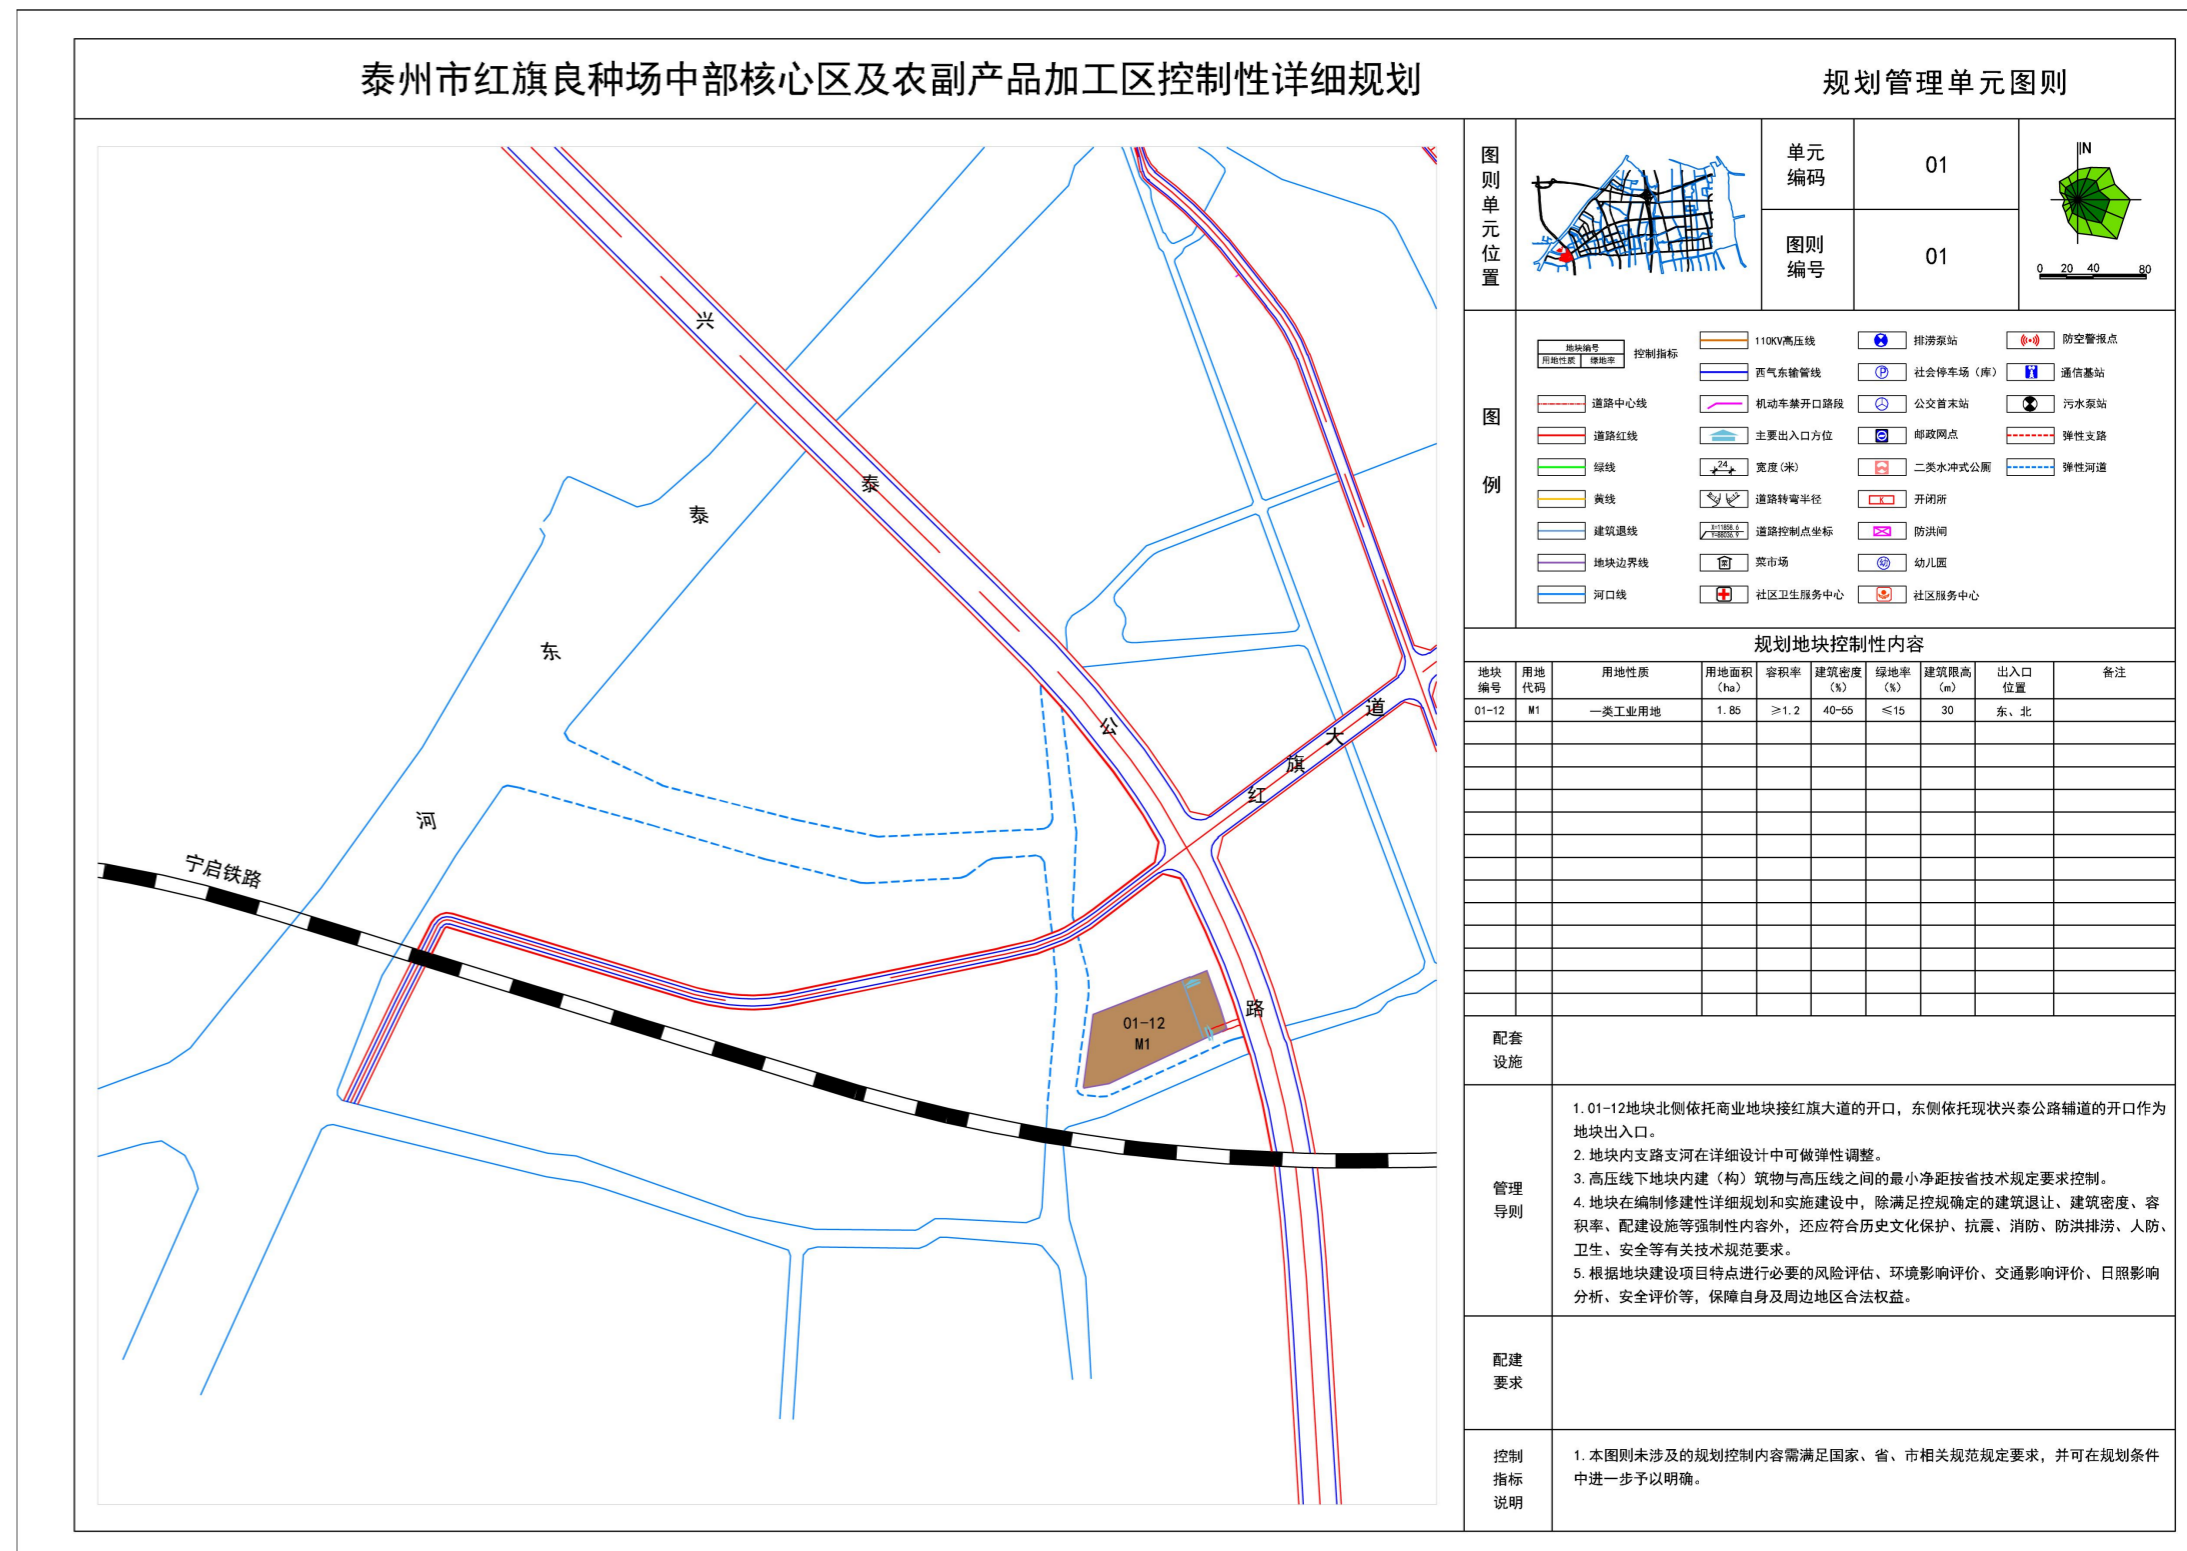 泰州市红旗良种场中部核心区及农副产品加工区控制性详细规划
规划管理单元图则
兴
泰
公
路
泰
东
河
红
旗
大
道
宁启铁路
01-12
M1
图则单元位置
单元编码
01
图则编号
01
N
0 20 40 80
图例
地块编号
用地性质 绿地率
控制指标
道路中心线
道路红线
绿线
黄线
建筑退线
地块边界线
河口线
110KV高压线
西气东输管线
机动车禁开口路段
主要出入口方位
24
宽度(米)
道路转弯半径
X=11858.6
Y=88036.9
道路控制点坐标
菜市场
社区卫生服务中心
排涝泵站
P
社会停车场（库）
公交首末站
邮政网点
二类水冲式公厕
K
开闭所
防洪闸
幼
幼儿园
社区服务中心
防空警报点
通信基站
污水泵站
弹性支路
弹性河道
规划地块控制性内容
地块编号 用地代码 用地性质 用地面积（ha） 容积率 建筑密度（%） 绿地率（%） 建筑限高（m） 出入口位置 备注
01-12 M1 一类工业用地 1.85 ≥1.2 40-55 ≤15 30 东、北
配套设施
管理导则
1.01-12地块北侧依托商业地块接红旗大道的开口，东侧依托现状兴泰公路辅道的开口作为
地块出入口。
2.地块内支路支河在详细设计中可做弹性调整。
3.高压线下地块内建（构）筑物与高压线之间的最小净距按省技术规定要求控制。
4.地块在编制修建性详细规划和实施建设中，除满足控规确定的建筑退让、建筑密度、容
积率、配建设施等强制性内容外，还应符合历史文化保护、抗震、消防、防洪排涝、人防、
卫生、安全等有关技术规范要求。
5.根据地块建设项目特点进行必要的风险评估、环境影响评价、交通影响评价、日照影响
分析、安全评价等，保障自身及周边地区合法权益。
配建要求
控制指标说明
1.本图则未涉及的规划控制内容需满足国家、省、市相关规范规定要求，并可在规划条件
中进一步予以明确。